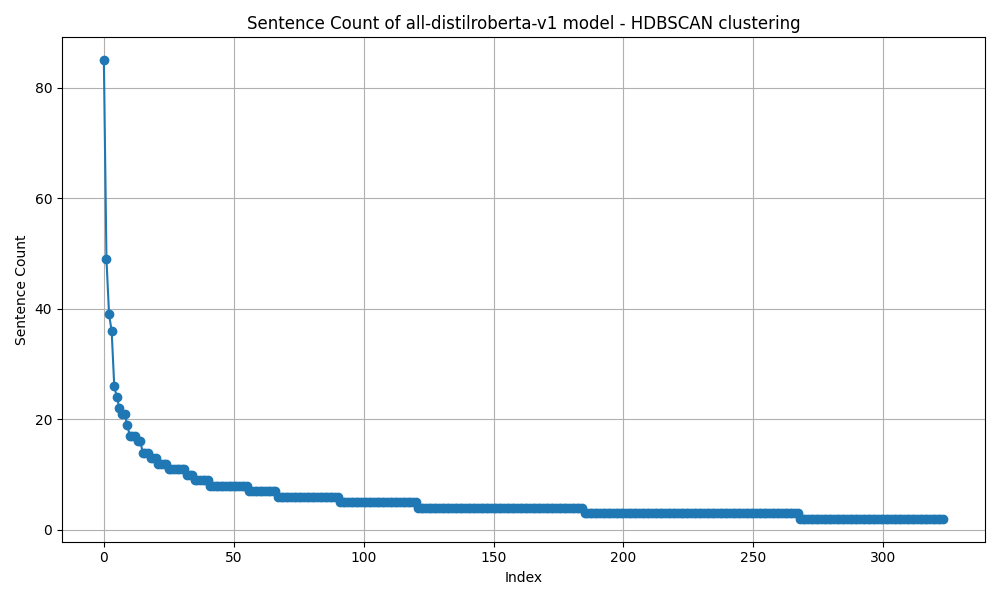 Sentence Count of all-distilroberta-v1 model - HDBSCAN clustering
Sentence Count
80
60
40
20
0
0 50 100 150 200 250 300
Index